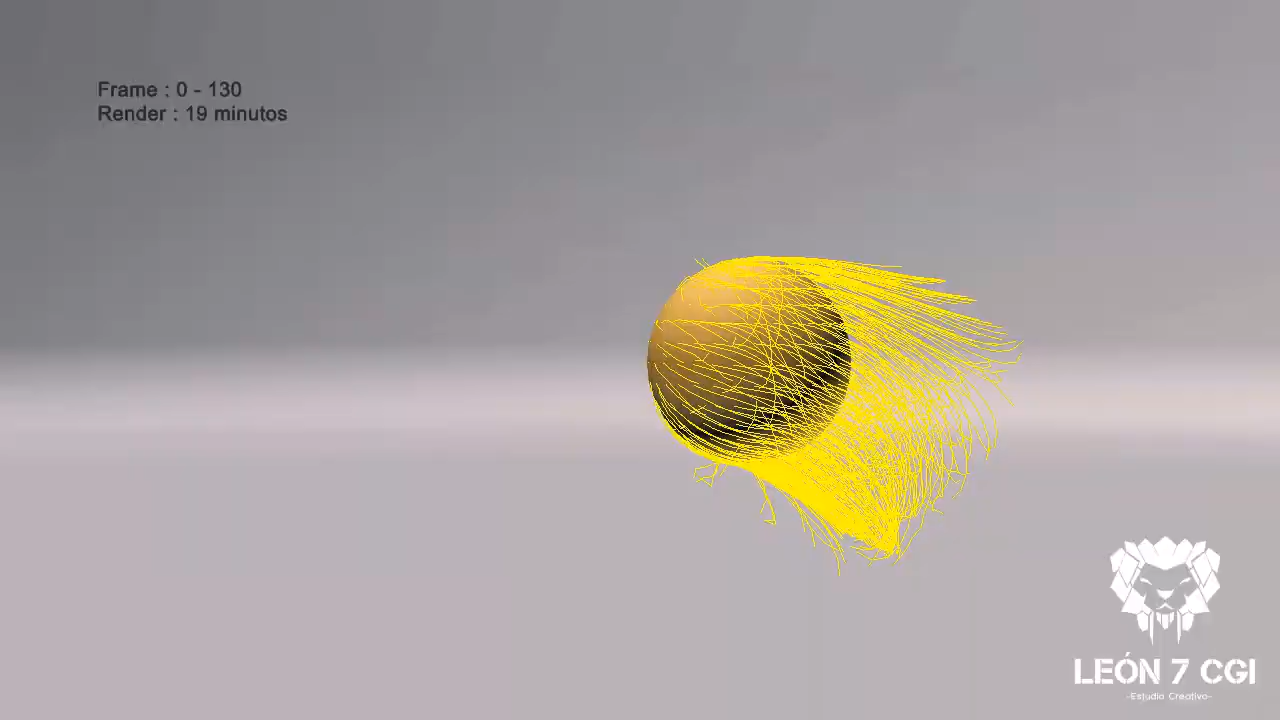 Frame : 0 - 130
Render : 19 minutos
LEÓN 7 CGI
-Estudio Creativo-